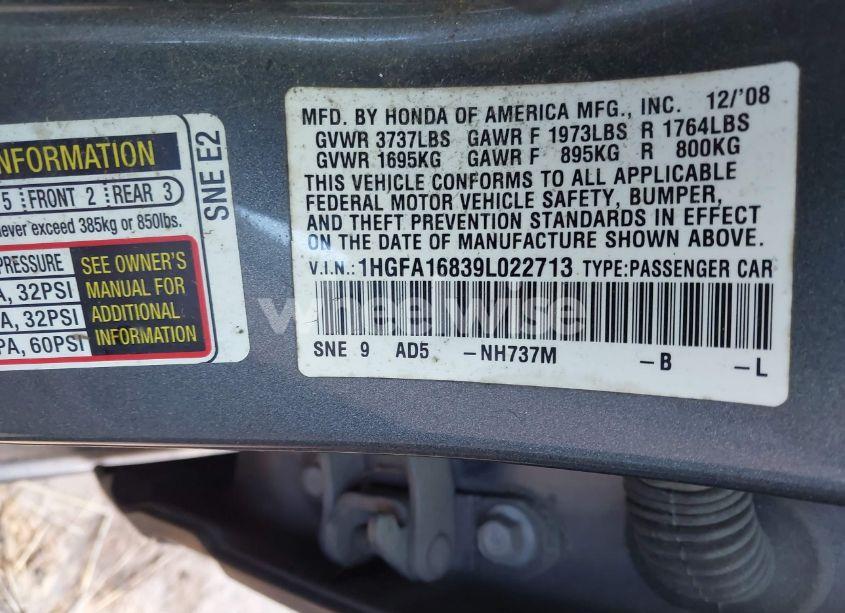 INFORMATION
5 FRONT 2 REAR 3
never exceed 385kg or 850lbs.
PRESSURE
A, 32PSI
A, 32PSI
PA, 60PSI
SEE OWNER'S
MANUAL FOR
ADDITIONAL
INFORMATION
SNE E2
MFD. BY HONDA OF AMERICA MFG., INC. 12/'08
GVWR 3737LBS GAWR F 1973LBS R 1764LBS
GVWR 1695KG GAWR F 895KG R 800KG
THIS VEHICLE CONFORMS TO ALL APPLICABLE
FEDERAL MOTOR VEHICLE SAFETY, BUMPER,
AND THEFT PREVENTION STANDARDS IN EFFECT
ON THE DATE OF MANUFACTURE SHOWN ABOVE.
V.I.N.: 1HGFA16839L022713 TYPE:PASSENGER CAR
wheelwise
SNE 9 AD5 -NH737M -B -L